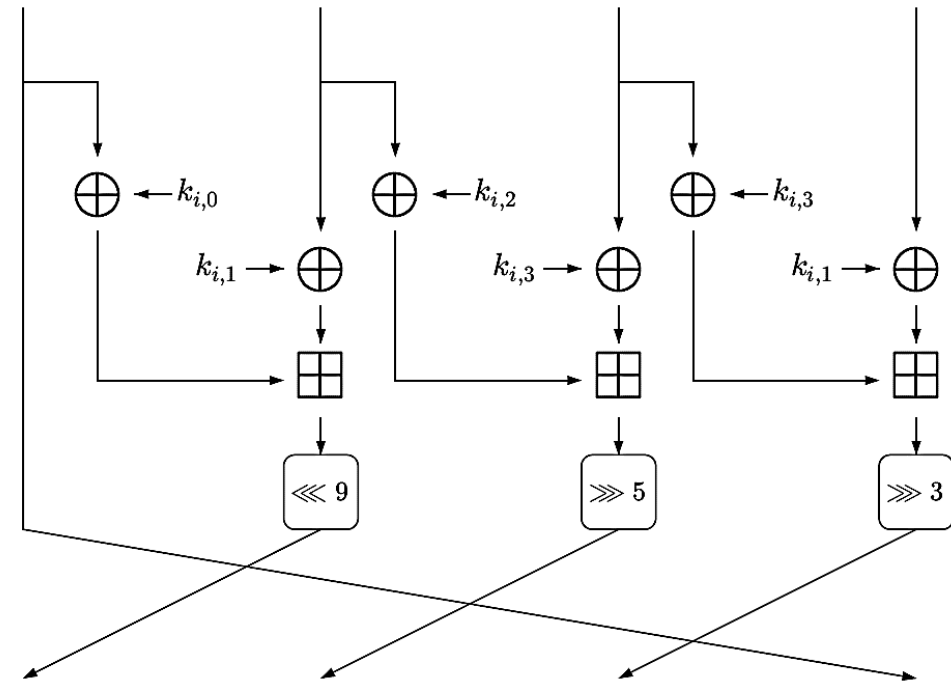 k_{i,0} k_{i,2} k_{i,3}
k_{i,1} k_{i,3} k_{i,1}
⋘ 9 ⋙ 5 ⋙ 3